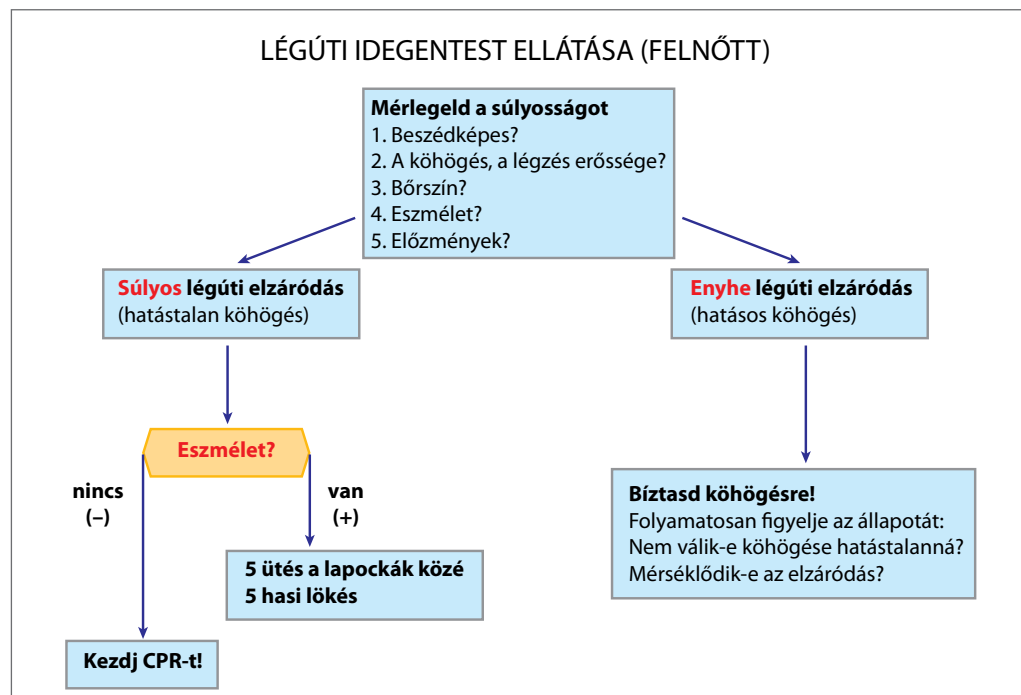 LÉGÚTI IDEGENTEST ELLÁTÁSA (FELNŐTT)
Mérlegeld a súlyosságot
1. Beszédképes?
2. A köhögés, a légzés erőssége?
3. Bőrszín?
4. Eszmélet?
5. Előzmények?
Súlyos légúti elzáródás
(hatástalan köhögés)
Enyhe légúti elzáródás
(hatásos köhögés)
Eszmélet?
nincs
(–)
van
(+)
5 ütés a lapockák közé
5 hasi lökés
Kezdj CPR-t!
Bíztasd köhögésre!
Folyamatosan figyelje az állapotát:
Nem válik-e köhögése hatástalanná?
Mérséklődik-e az elzáródás?